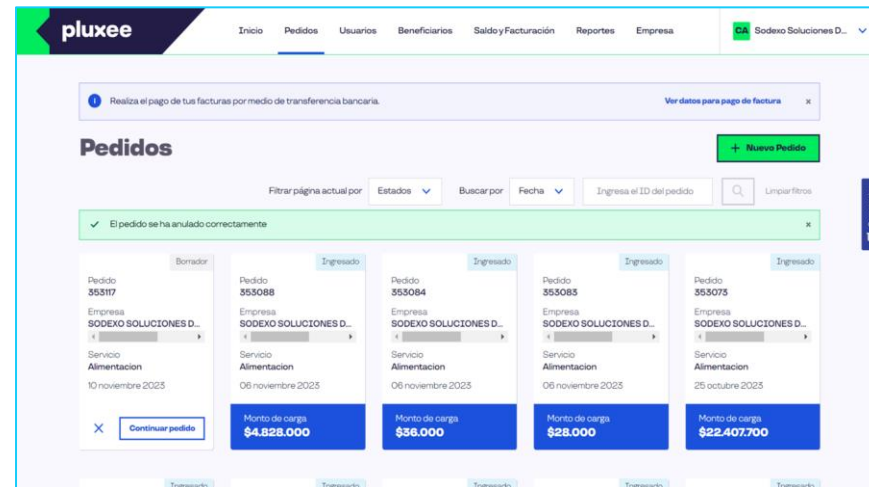 pluxee
Inicio Pedidos Usuarios Beneficiarios Saldo y Facturación Reportes Empresa CA Sodexo Soluciones D...
Realiza el pago de tus facturas por medio de transferencia bancaria. Ver datos para pago de factura x
Pedidos
+ Nuevo Pedido
Filtrar página actual por Estados Buscar por Fecha Ingresa el ID del pedido Limpiar filtros
El pedido se ha anulado correctamente x
Borrador Ingresado Ingresado Ingresado Ingresado
Pedido Pedido Pedido Pedido Pedido
353117 353088 353084 353083 353073
Empresa Empresa Empresa Empresa Empresa
SODEXO SOLUCIONES D... SODEXO SOLUCIONES D... SODEXO SOLUCIONES D... SODEXO SOLUCIONES D... SODEXO SOLUCIONES D...
Servicio Servicio Servicio Servicio Servicio
Alimentacion Alimentacion Alimentacion Alimentacion Alimentacion
10 noviembre 2023 06 noviembre 2023 06 noviembre 2023 06 noviembre 2023 25 octubre 2023
Continuar pedido Monto de carga Monto de carga Monto de carga Monto de carga
$4.828.000 $36.000 $28.000 $22.407.700
Ingresado Ingresado Ingresado Ingresado Ingresado